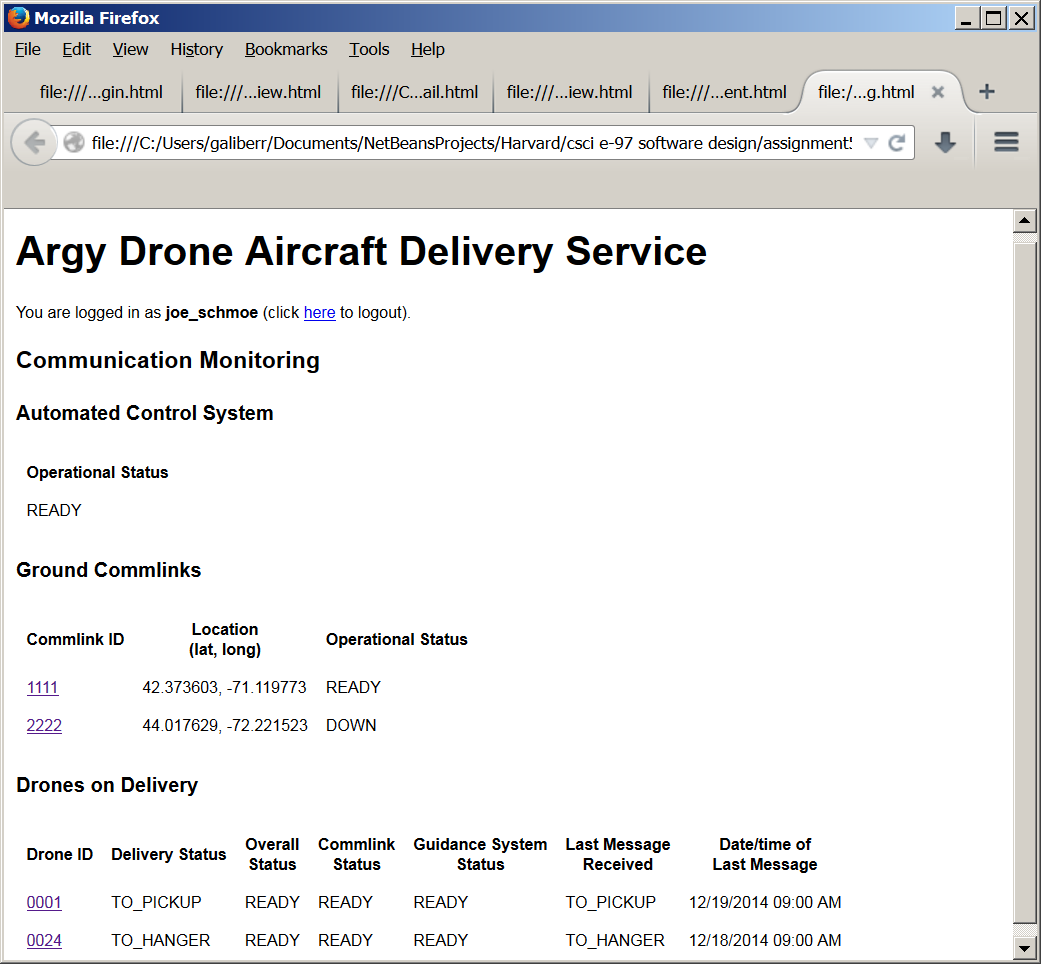 Mozilla Firefox
File Edit View History Bookmarks Tools Help
file:///...gin.html file:///...iew.html file:///C...ail.html file:///...iew.html file:///...ent.html file:/...g.html
file:///C:/Users/galiberr/Documents/NetBeansProjects/Harvard/csci e-97 software design/assignment
Argy Drone Aircraft Delivery Service
You are logged in as joe_schmoe (click here to logout).
Communication Monitoring
Automated Control System
Operational Status
READY
Ground Commlinks
Commlink ID Location (lat, long) Operational Status
1111 42.373603, -71.119773 READY
2222 44.017629, -72.221523 DOWN
Drones on Delivery
Drone ID Delivery Status Overall Status Commlink Status Guidance System Status Last Message Received Date/time of Last Message
0001 TO_PICKUP READY READY READY TO_PICKUP 12/19/2014 09:00 AM
0024 TO_HANGER READY READY READY TO_HANGER 12/18/2014 09:00 AM